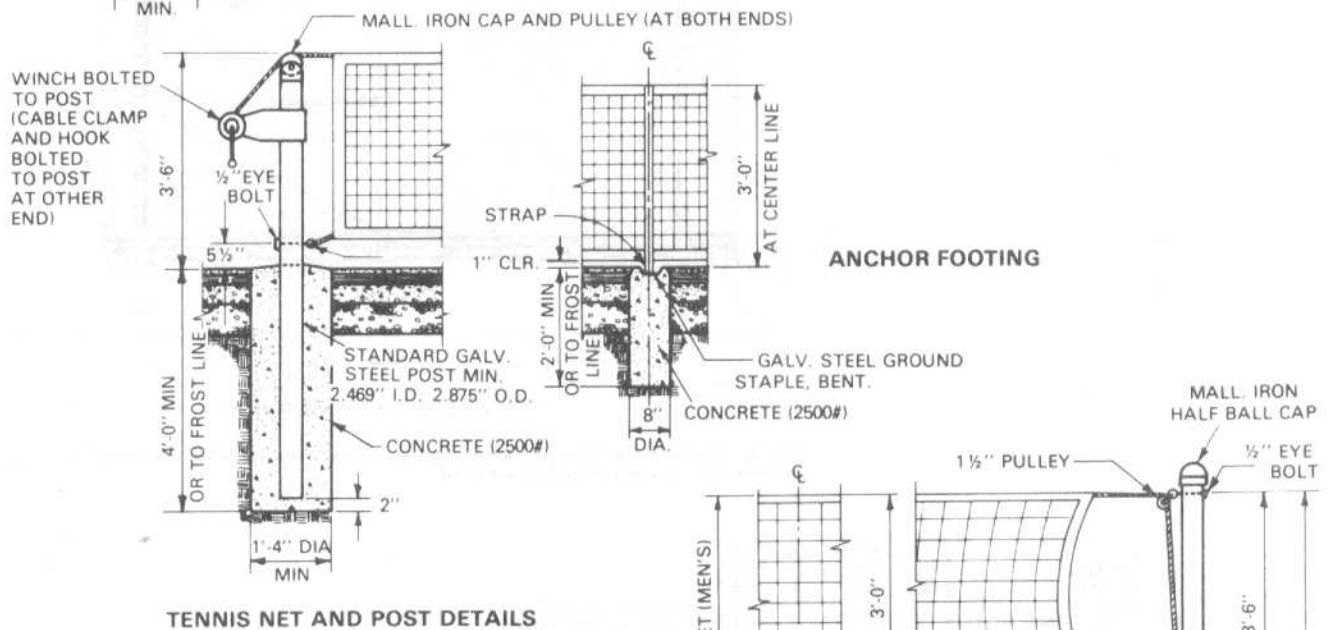 MIN.
MALL. IRON CAP AND PULLEY (AT BOTH ENDS)
WINCH BOLTED
TO POST
(CABLE CLAMP
AND HOOK
BOLTED
TO POST
AT OTHER
END)
3'-6"
½" EYE
BOLT
5½"
4'-0" MIN
OR TO FROST LINE
STANDARD GALV.
STEEL POST MIN.
2.469" I.D. 2.875" O.D.
CONCRETE (2500#)
2"
1'-4" DIA
MIN
TENNIS NET AND POST DETAILS
℄
STRAP
1" CLR.
3'-0"
AT CENTER LINE
2'-0" MIN
OR TO FROST
LINE
GALV. STEEL GROUND
STAPLE, BENT.
CONCRETE (2500#)
8"
DIA.
ANCHOR FOOTING
MALL. IRON
HALF BALL CAP
1½" PULLEY
½" EYE
BOLT
℄
(MEN'S)
3'-0"